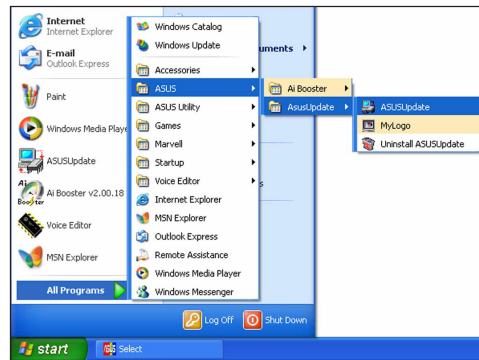 Internet
Internet Explorer
E-mail
Outlook Express
Paint
Windows Media Playe
ASUSUpdate
Ai Booster
Ai Booster v2.00.18
Voice Editor
MSN Explorer
All Programs
uments
s
Windows Catalog
Windows Update
Accessories
ASUS
ASUS Utility
Games
Marvell
Startup
Voice Editor
Internet Explorer
MSN Explorer
Outlook Express
Remote Assistance
Windows Media Player
Windows Messenger
Ai Booster
AsusUpdate
ASUSUpdate
MyLogo
Uninstall ASUSUpdate
Log Off
Shut Down
start
Select